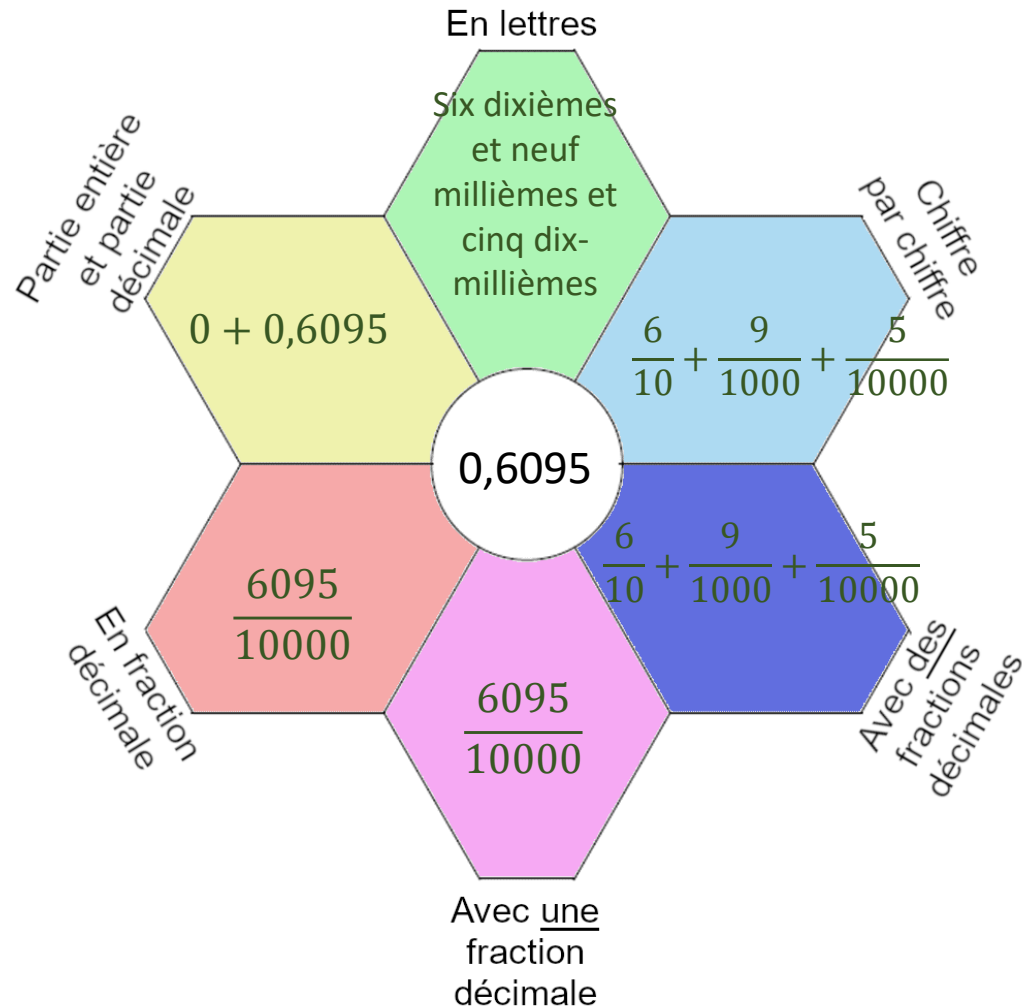 En lettres
Six dixièmes
et neuf
millièmes et
cinq dix-
millièmes
Partie entière
et partie
décimale
0 + 0,6095
Chiffre
par chiffre
6/10 + 9/1000 + 5/10000
0,6095
6095/10000
En fraction
décimale
6/10 + 9/1000 + 5/10000
Avec des
fractions
décimales
6095/10000
Avec une
fraction
décimale